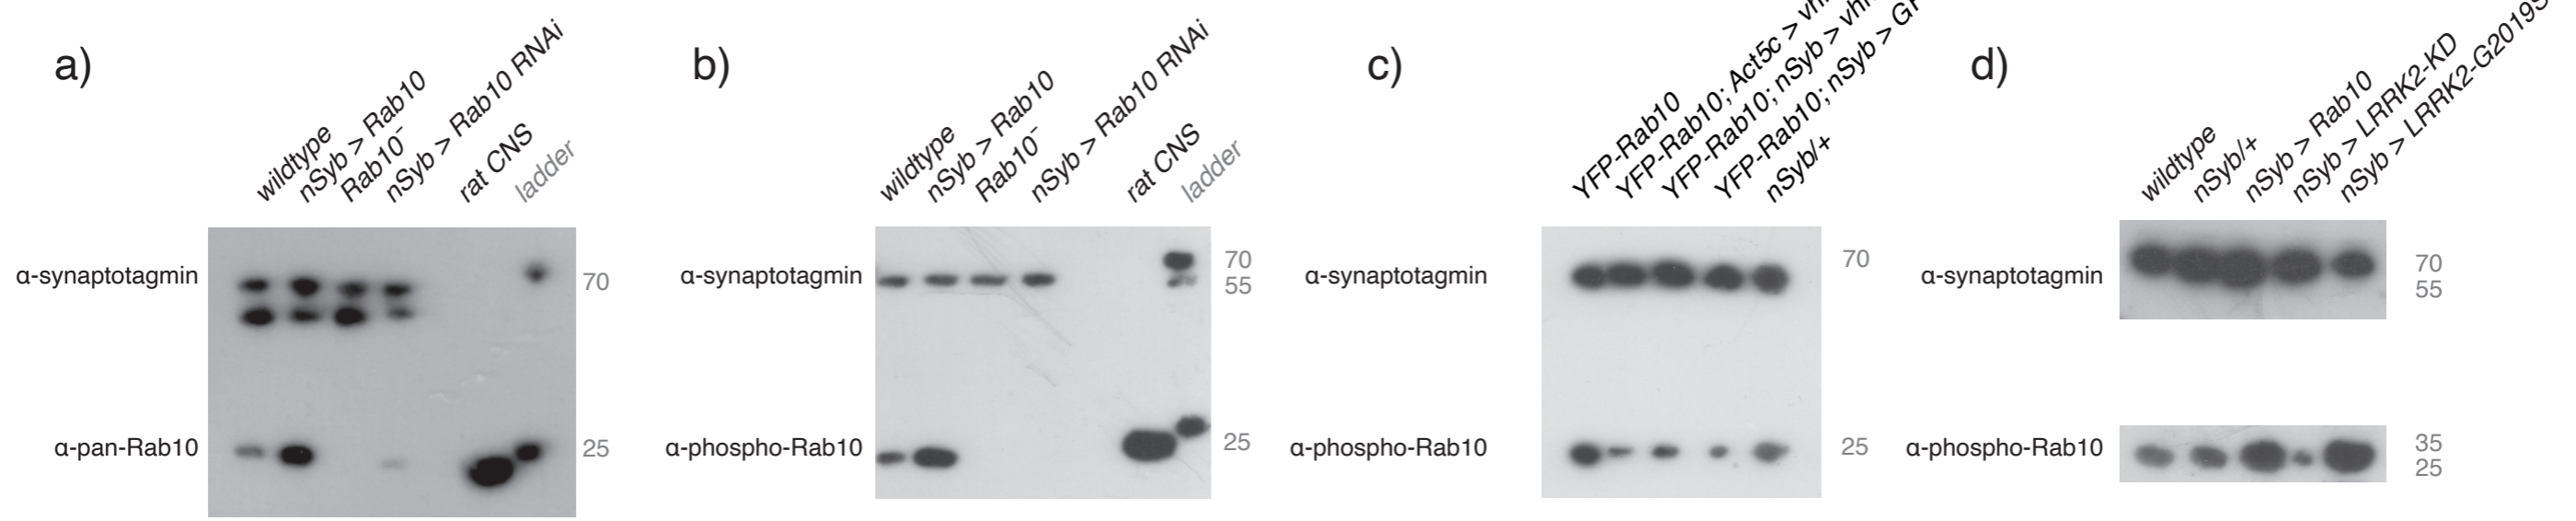 a)
wildtype
nSyb > Rab10
Rab10⁻
nSyb > Rab10 RNAi
rat CNS
ladder
α-synaptotagmin
70
α-pan-Rab10
25
b)
wildtype
nSyb > Rab10
Rab10⁻
nSyb > Rab10 RNAi
rat CNS
ladder
α-synaptotagmin
70
55
α-phospho-Rab10
25
c)
YFP-Rab10
YFP-Rab10; Act5c >
YFP-Rab10; nSyb >
YFP-Rab10; nSyb >
nSyb/+
α-synaptotagmin
70
α-phospho-Rab10
25
d)
wildtype
nSyb/+
nSyb > Rab10
nSyb > LRRK2-KD
nSyb > LRRK2-G2019S
α-synaptotagmin
70
55
α-phospho-Rab10
35
25